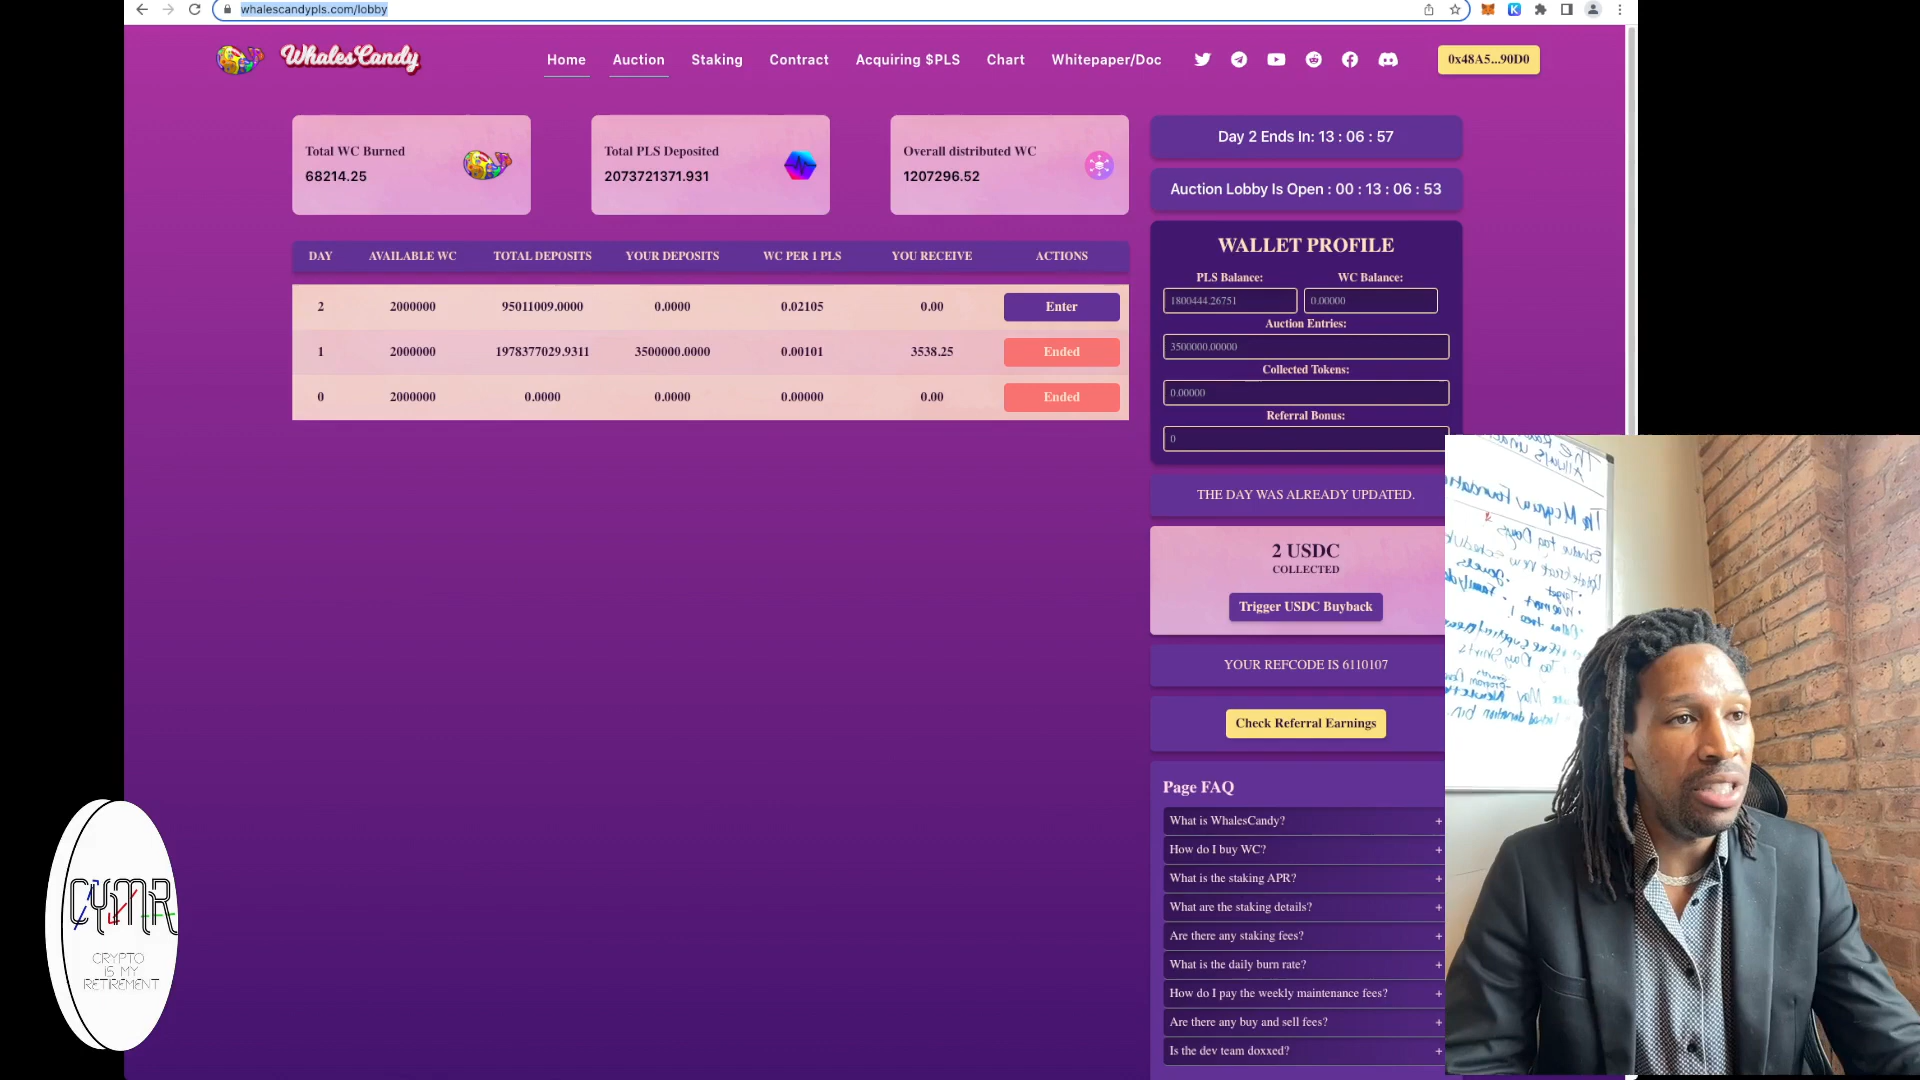 whalescandypls.com/lobby
WhalesCandy
Home Auction Staking Contract Acquiring $PLS Chart Whitepaper/Doc
0x48A5...90D0
Total WC Burned
68214.25
Total PLS Deposited
2073721371.931
Overall distributed WC
1207296.52
DAY AVAILABLE WC TOTAL DEPOSITS YOUR DEPOSITS WC PER 1 PLS YOU RECEIVE ACTIONS
2 2000000 95011009.0000 0.0000 0.02105 0.00 Enter
1 2000000 1978377029.9311 3500000.0000 0.00101 3538.25 Ended
0 2000000 0.0000 0.0000 0.00000 0.00 Ended
Day 2 Ends In: 13 : 06 : 57
Auction Lobby Is Open : 00 : 13 : 06 : 53
WALLET PROFILE
PLS Balance: WC Balance:
1800444.26751 0.00000
Auction Entries:
3500000.00000
Collected Tokens:
0.00000
Referral Bonus:
0
THE DAY WAS ALREADY UPDATED.
2 USDC
COLLECTED
Trigger USDC Buyback
YOUR REFCODE IS 6110107
Check Referral Earnings
Page FAQ
What is WhalesCandy? +
How do I buy WC? +
What is the staking APR? +
What are the staking details? +
Are there any staking fees? +
What is the daily burn rate? +
How do I pay the weekly maintenance fees? +
Are there any buy and sell fees? +
Is the dev team doxxed? +
CYMR
CRYPTO
IS MY
RETIREMENT